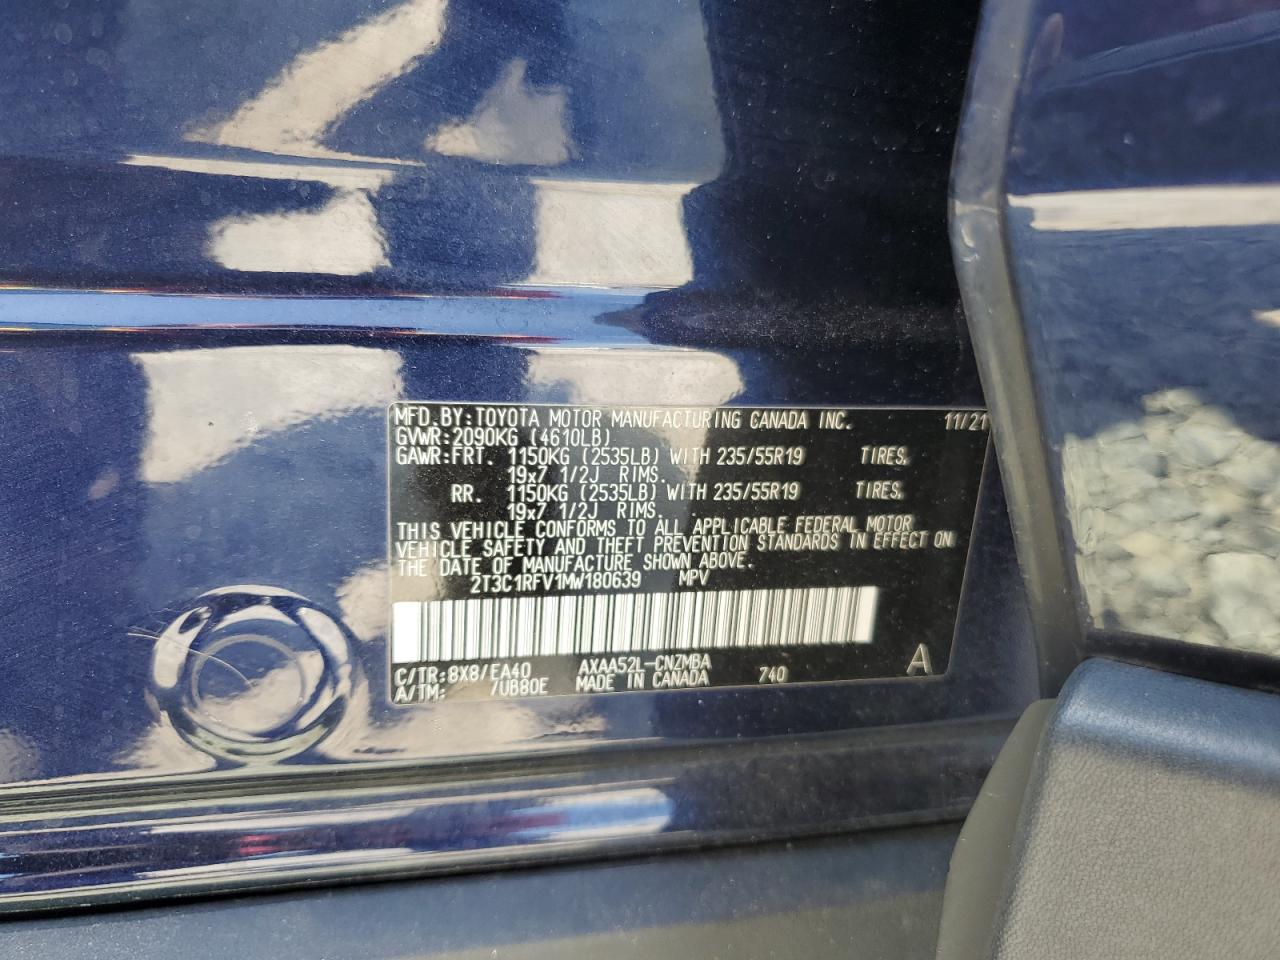 MFD. BY: TOYOTA MOTOR MANUFACTURING CANADA INC. 11/21
GVWR: 2090KG (4610LB)
GAWR: FRT. 1150KG (2535LB) WITH 235/55R19 TIRES,
19x7 1/2J RIMS.
RR. 1150KG (2535LB) WITH 235/55R19 TIRES,
19x7 1/2J RIMS.
THIS VEHICLE CONFORMS TO ALL APPLICABLE FEDERAL MOTOR
VEHICLE SAFETY AND THEFT PREVENTION STANDARDS IN EFFECT ON
THE DATE OF MANUFACTURE SHOWN ABOVE.
2T3C1RFV1MW180639 MPV
C/TR: 8X8/EA40 AXAA52L-CNZMBA 740 A
A/TM: /UB80E MADE IN CANADA